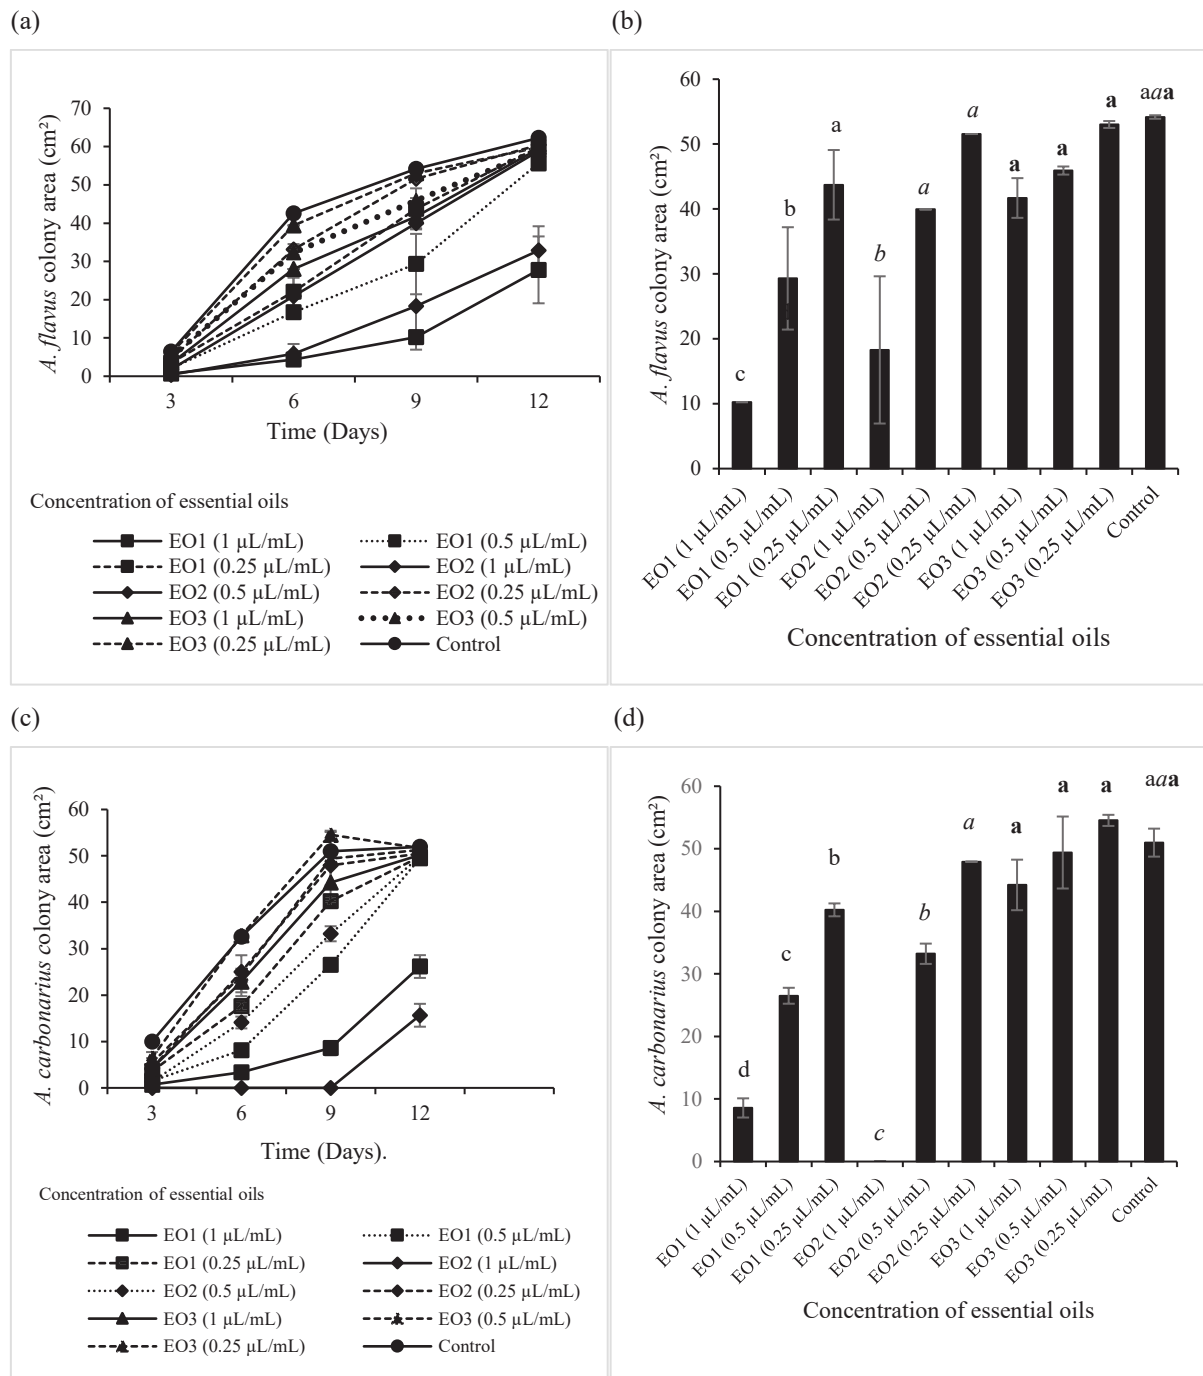 (a)
70
60
50
40
30
20
10
0
A. flavus colony area (cm²)
3 6 9 12
Time (Days)
Concentration of essential oils
EO1 (1 µL/mL) EO1 (0.5 µL/mL)
EO1 (0.25 µL/mL) EO2 (1 µL/mL)
EO2 (0.5 µL/mL) EO2 (0.25 µL/mL)
EO3 (1 µL/mL) EO3 (0.5 µL/mL)
EO3 (0.25 µL/mL) Control
(b)
60
50
40
30
20
10
0
A. flavus colony area (cm²)
c b a b a a a a a aaa
EO1 (1 µL/mL)
EO1 (0.5 µL/mL)
EO1 (0.25 µL/mL)
EO2 (1 µL/mL)
EO2 (0.5 µL/mL)
EO2 (0.25 µL/mL)
EO3 (1 µL/mL)
EO3 (0.5 µL/mL)
EO3 (0.25 µL/mL)
Control
Concentration of essential oils
(c)
60
50
40
30
20
10
0
A. carbonarius colony area (cm²)
3 6 9 12
Time (Days).
Concentration of essential oils
EO1 (1 µL/mL) EO1 (0.5 µL/mL)
EO1 (0.25 µL/mL) EO2 (1 µL/mL)
EO2 (0.5 µL/mL) EO2 (0.25 µL/mL)
EO3 (1 µL/mL) EO3 (0.5 µL/mL)
EO3 (0.25 µL/mL) Control
(d)
60
50
40
30
20
10
0
A. carbonarius colony area (cm²)
d c b c b a a a a aaa
EO1 (1 µL/mL)
EO1 (0.5 µL/mL)
EO1 (0.25 µL/mL)
EO2 (1 µL/mL)
EO2 (0.5 µL/mL)
EO2 (0.25 µL/mL)
EO3 (1 µL/mL)
EO3 (0.5 µL/mL)
EO3 (0.25 µL/mL)
Control
Concentration of essential oils